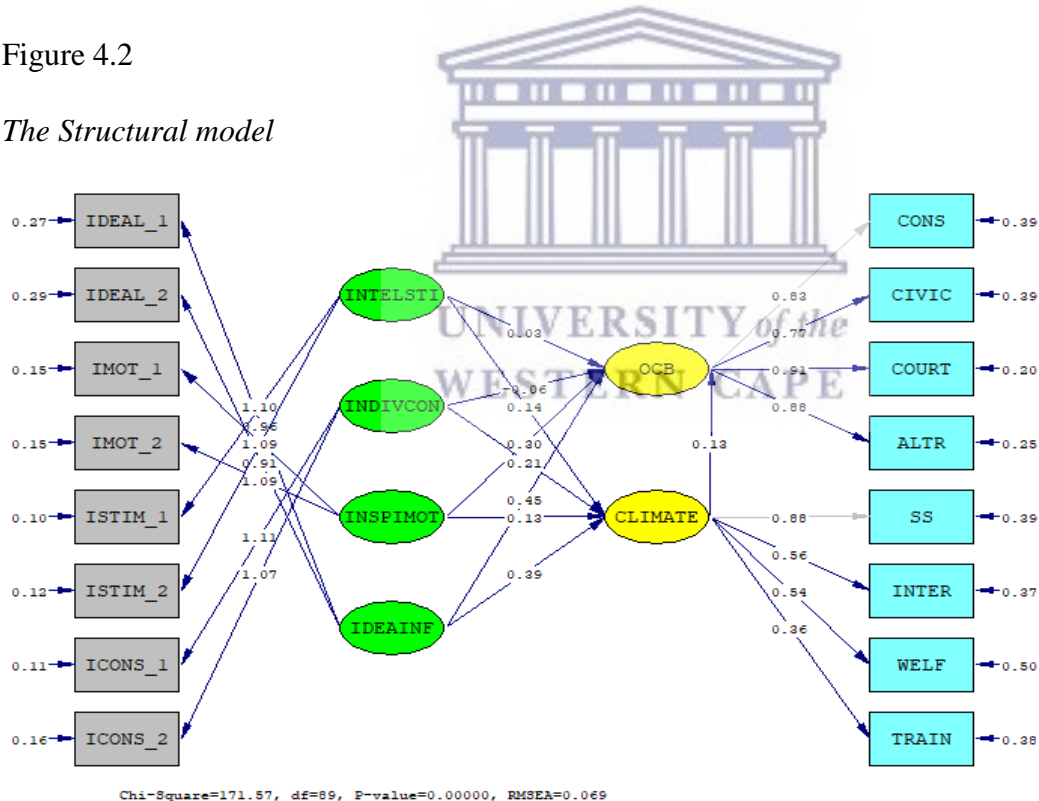 Figure 4.2
The Structural model
UNIVERSITY of the
WESTERN CAPE
0.27 IDEAL_1
0.29 IDEAL_2
0.15 IMOT_1
0.15 IMOT_2
0.10 ISTIM_1
0.12 ISTIM_2
0.11 ICONS_1
0.16 ICONS_2
1.10
1.09
0.91
1.09
1.11
1.07
INTELSTI
INDIVCON
INSPIMOT
IDEAINF
0.03
-0.06
0.14
0.30
0.21
0.45
0.13
0.39
OCB
0.13
CLIMATE
0.83
0.77
0.91
0.88
0.88
0.56
0.54
0.36
CONS 0.39
CIVIC 0.39
COURT 0.20
ALTR 0.25
SS 0.39
INTER 0.37
WELF 0.50
TRAIN 0.38
Chi-Square=171.57, df=89, P-value=0.00000, RMSEA=0.069